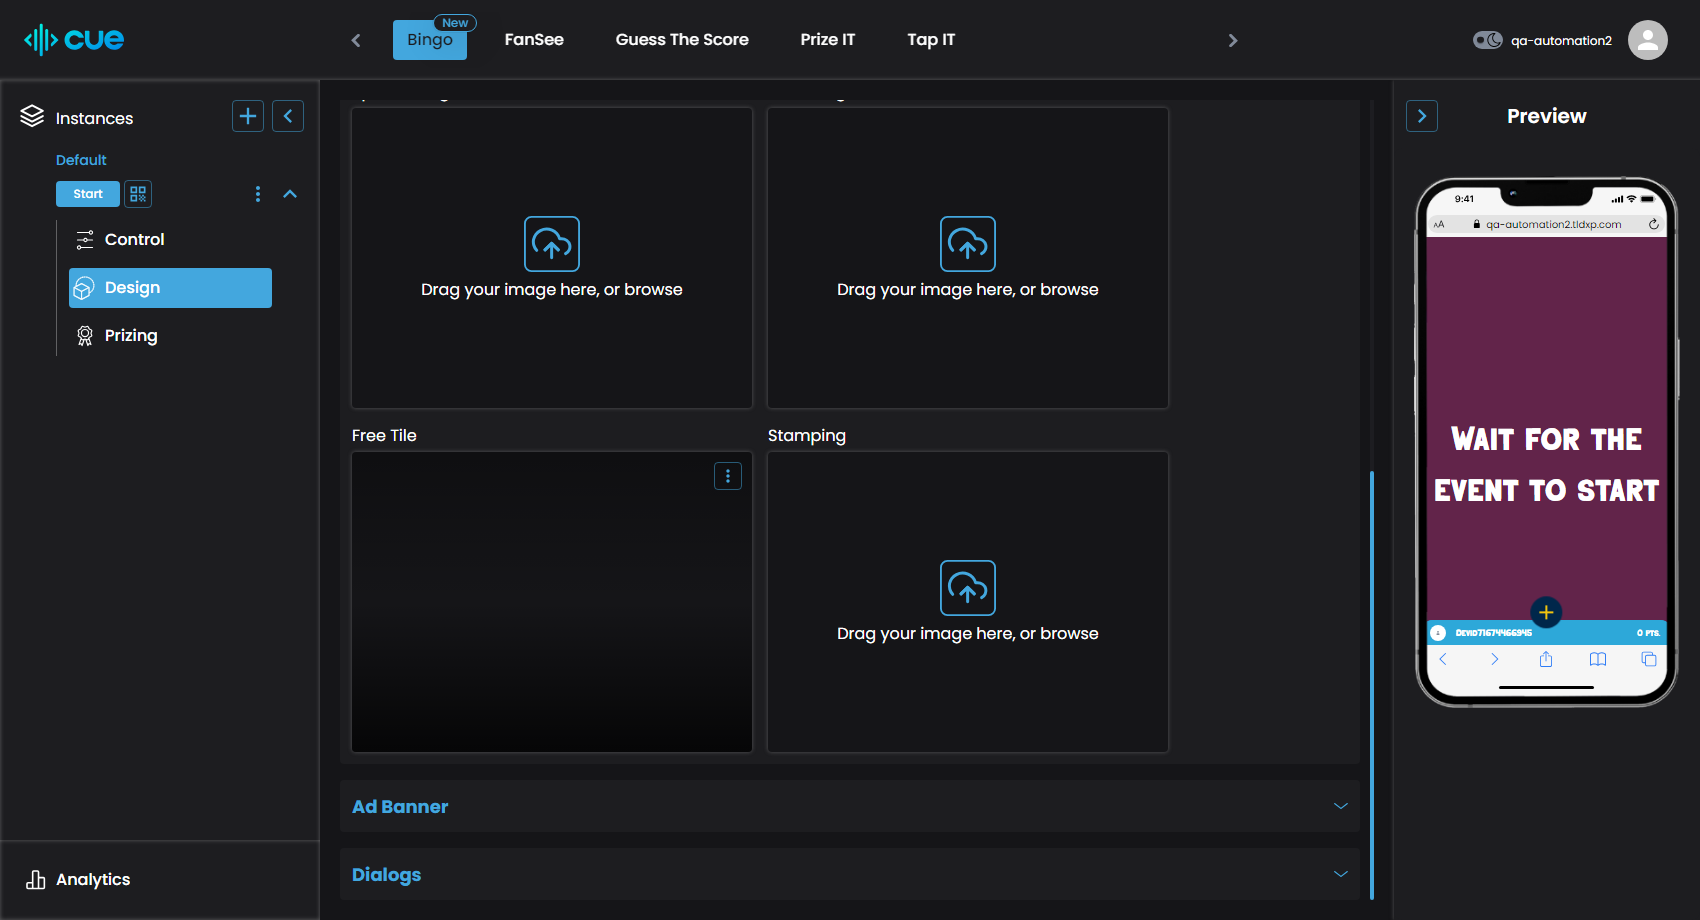 cue
Bingo
New
FanSee
Guess The Score
Prize IT
Tap IT
qa-automation2
Instances
Default
Start
Control
Design
Prizing
Analytics
Drag your image here, or browse
Drag your image here, or browse
Free Tile
Stamping
Drag your image here, or browse
Ad Banner
Dialogs
Preview
9:41
AA
qa-automation2.tldxp.com
WAIT FOR THE
EVENT TO START
DEVID71674466945
0 PTS.